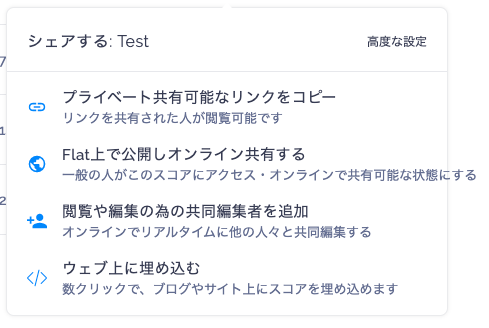 シェアする: Test
高度な設定
プライベート共有可能なリンクをコピー
リンクを共有された人が閲覧可能です
Flat上で公開しオンライン共有する
一般の人がこのスコアにアクセス・オンラインで共有可能な状態にする
閲覧や編集の為の共同編集者を追加
オンラインでリアルタイムに他の人々と共同編集する
ウェブ上に埋め込む
数クリックで、ブログやサイト上にスコアを埋め込めます
7
1
2